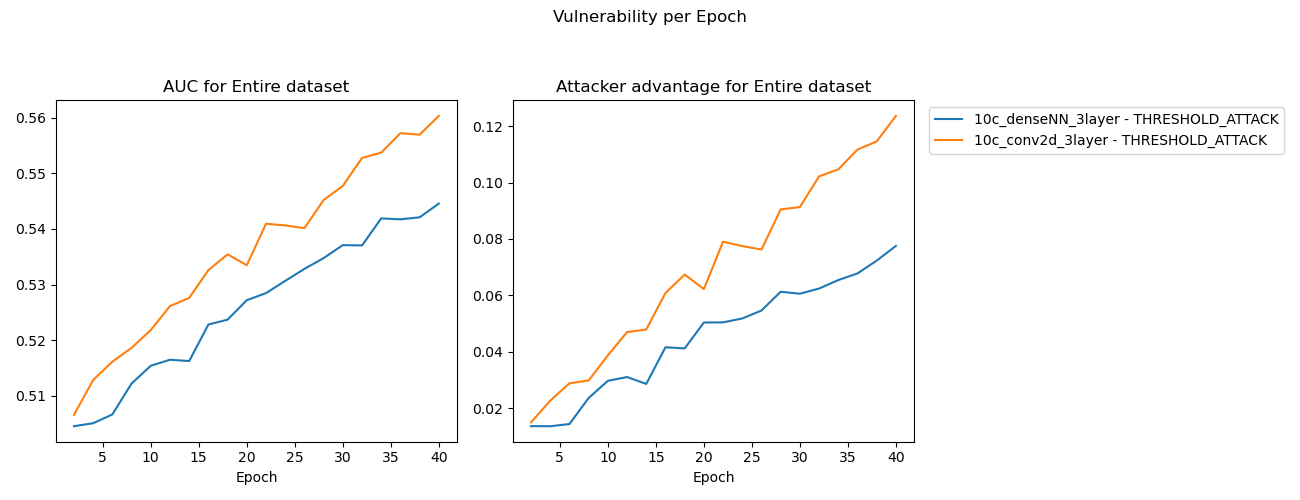 Vulnerability per Epoch
AUC for Entire dataset
0.56
0.55
0.54
0.53
0.52
0.51
5 10 15 20 25 30 35 40
Epoch
Attacker advantage for Entire dataset
0.12
0.10
0.08
0.06
0.04
0.02
5 10 15 20 25 30 35 40
Epoch
10c_denseNN_3layer - THRESHOLD_ATTACK
10c_conv2d_3layer - THRESHOLD_ATTACK